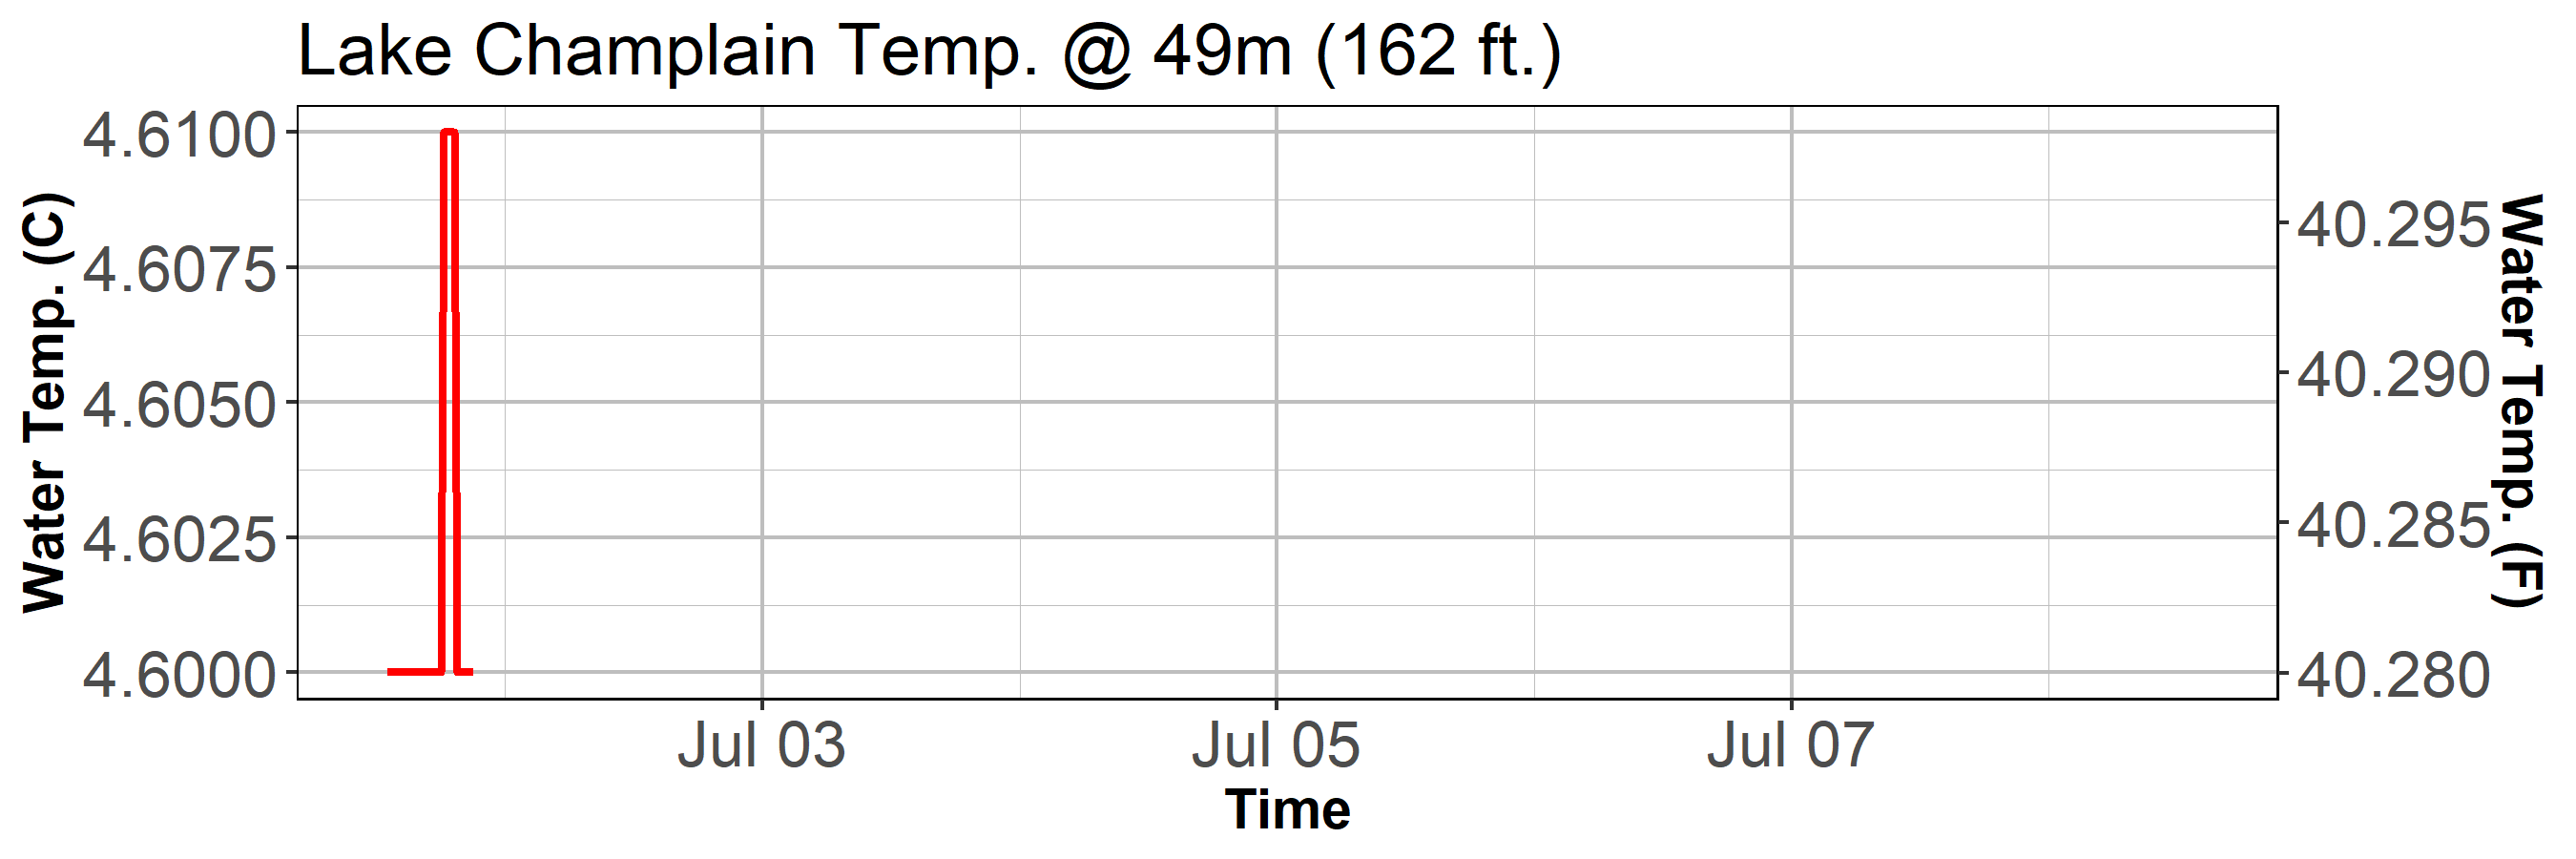 Lake Champlain Temp. @ 49m (162 ft.)
Water Temp. (C)
4.6100
4.6075
4.6050
4.6025
4.6000
40.295
40.290
40.285
40.280
Water Temp. (F)
Jul 03 Jul 05 Jul 07
Time